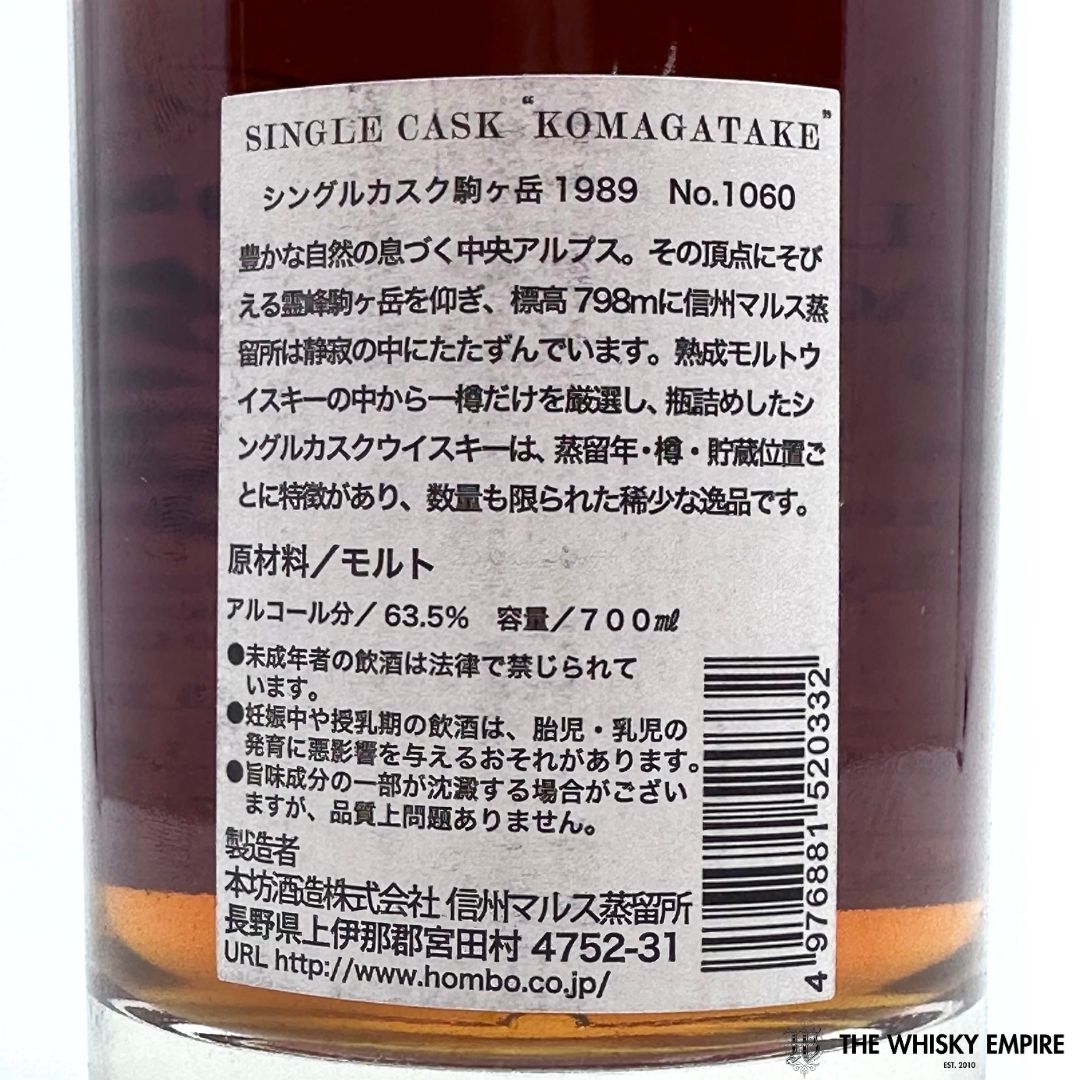 SINGLE CASK “KOMAGATAKE”
シングルカスク駒ヶ岳 1989 No.1060
豊かな自然の息づく中央アルプス。その頂点にそび
える霊峰駒ヶ岳を仰ぎ、標高 798mに信州マルス蒸
留所は静寂の中にたたずんでいます。熟成モルトウ
イスキーの中から一樽だけを厳選し、瓶詰めしたシ
ングルカスクウイスキーは、蒸留年・樽・貯蔵位置ご
とに特徴があり、数量も限られた稀少な逸品です。
原材料／モルト
アルコール分／ 63.5% 容量／７００㎖
●未成年者の飲酒は法律で禁じられて
います。
●妊娠中や授乳期の飲酒は、胎児・乳児の
発育に悪影響を与えるおそれがあります。
●旨味成分の一部が沈澱する場合がござい
ますが、品質上問題ありません。
製造者
本坊酒造株式会社 信州マルス蒸留所
長野県上伊那郡宮田村 4752-31
URL http://www.hombo.co.jp/
4 976881 520332
THE WHISKY EMPIRE
EST. 2010